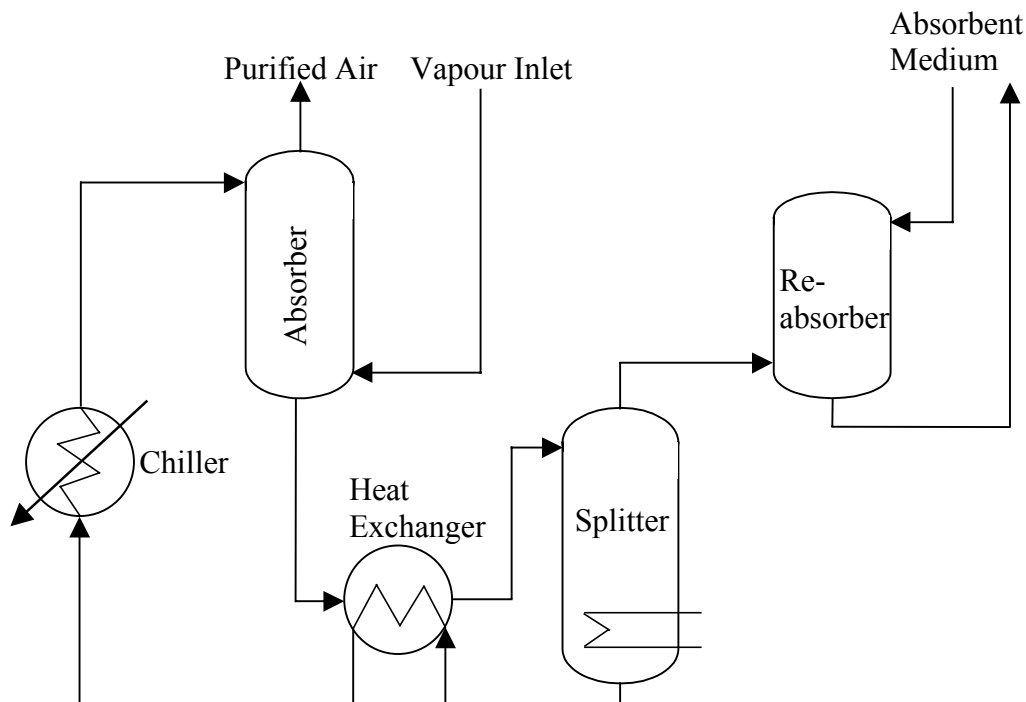 Purified Air
Vapour Inlet
Absorbent
Medium
Absorber
Re-
absorber
Chiller
Heat
Exchanger
Splitter